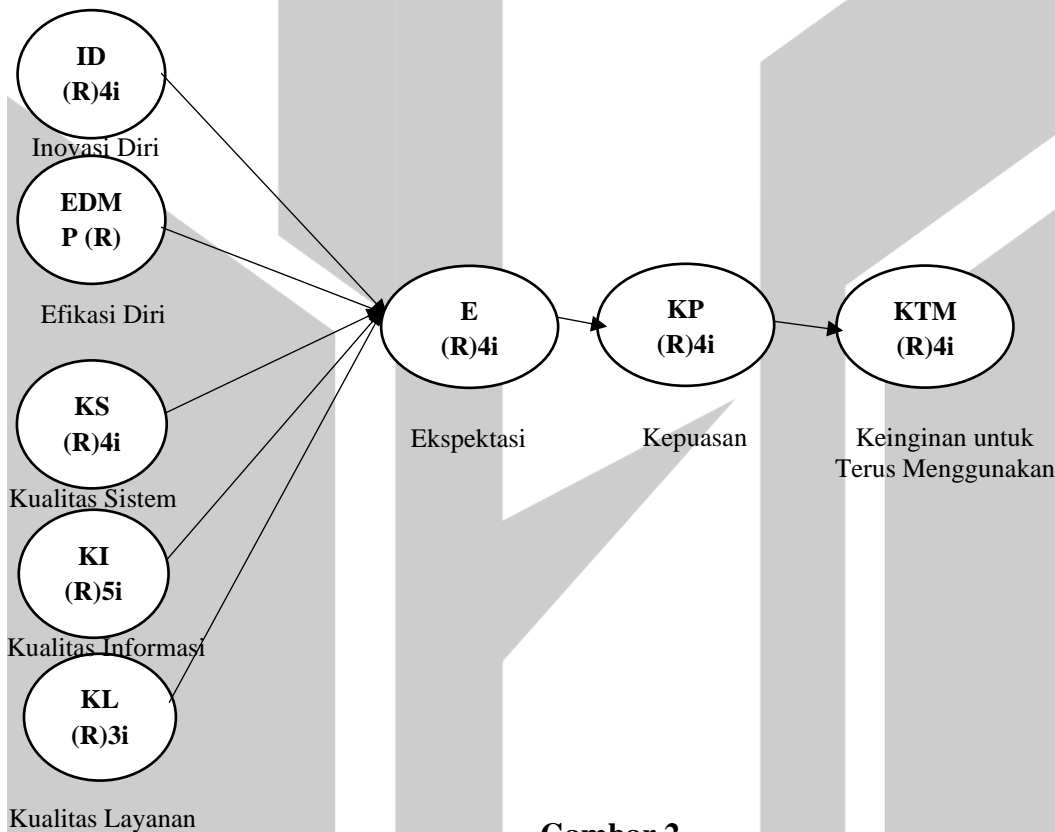 ID
(R)4i
Inovasi Diri
EDM
P (R)
Efikasi Diri
KS
(R)4i
Kualitas Sistem
KI
(R)5i
Kualitas Informasi
KL
(R)3i
Kualitas Layanan
E
(R)4i
Ekspektasi
KP
(R)4i
Kepuasan
KTM
(R)4i
Keinginan untuk
Terus Menggunakan
Gambar 2